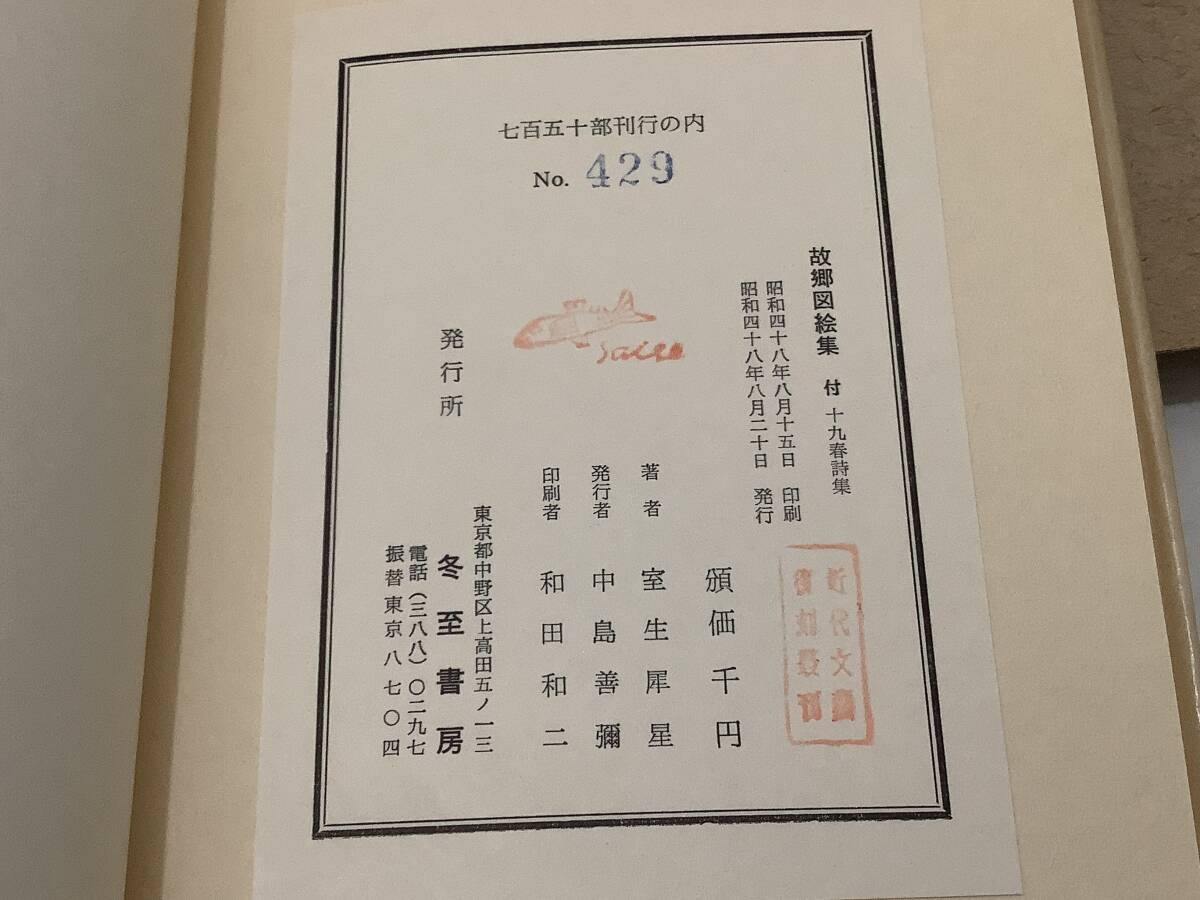 七百五十部刊行の内
No. 429
故郷図絵集 付 十九春詩集
昭和四十八年八月十五日 印刷
昭和四十八年八月二十日 発行
近代文藝
復刻叢刊
頒価千円
著者 室生犀星
発行者 中島善彌
印刷者 和田和二
Saisei
発行所
東京都中野区上高田五ノ一三
冬至書房
電話(三八八)〇二九七
振替東京八七〇四